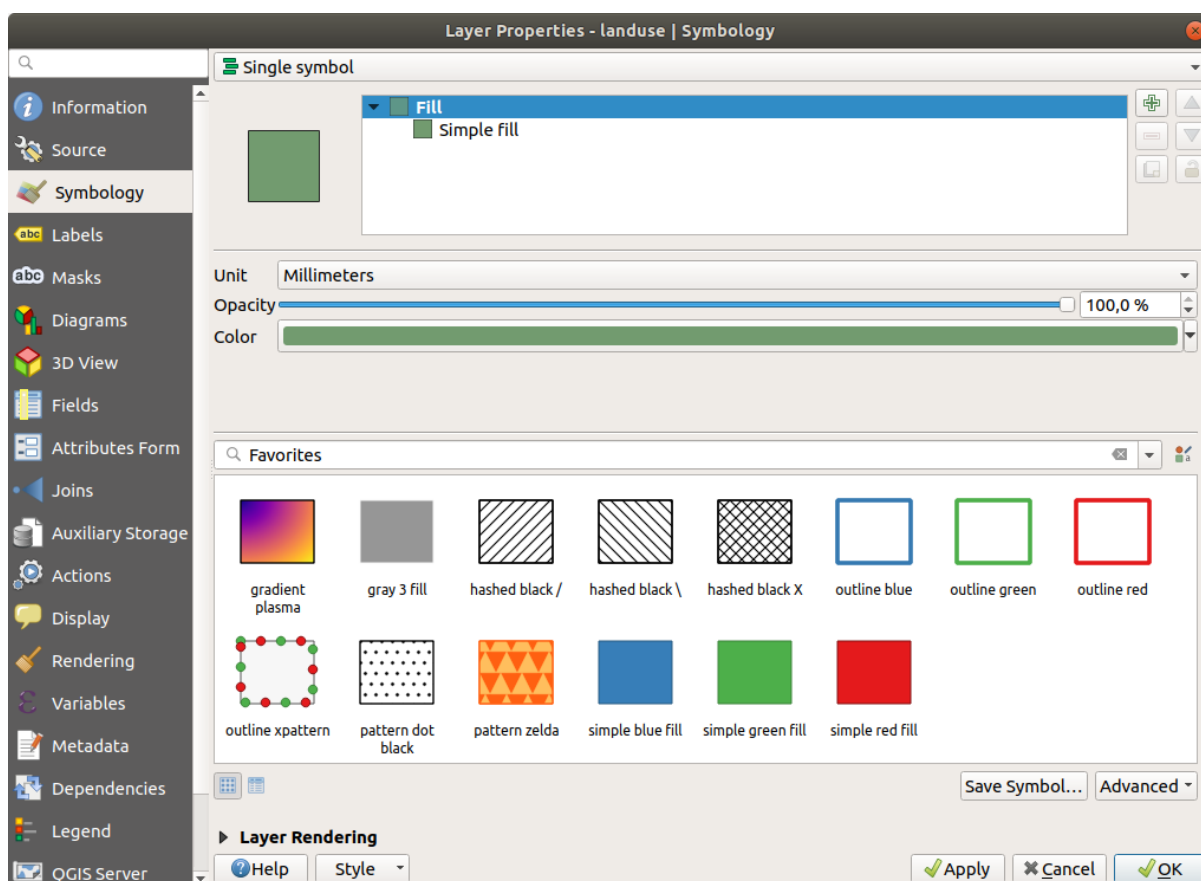 Layer Properties - landuse | Symbology
Information
Source
Symbology
abc Labels
abc Masks
Diagrams
3D View
Fields
Attributes Form
Joins
Auxiliary Storage
Actions
Display
Rendering
Variables
Metadata
Dependencies
Legend
QGIS Server
Single symbol
Fill
Simple fill
Unit Millimeters
Opacity 100,0 %
Color
Favorites
gradient plasma
gray 3 fill
hashed black /
hashed black \
hashed black X
outline blue
outline green
outline red
outline xpattern
pattern dot black
pattern zelda
simple blue fill
simple green fill
simple red fill
Save Symbol...
Advanced
Layer Rendering
Help
Style
Apply
Cancel
OK